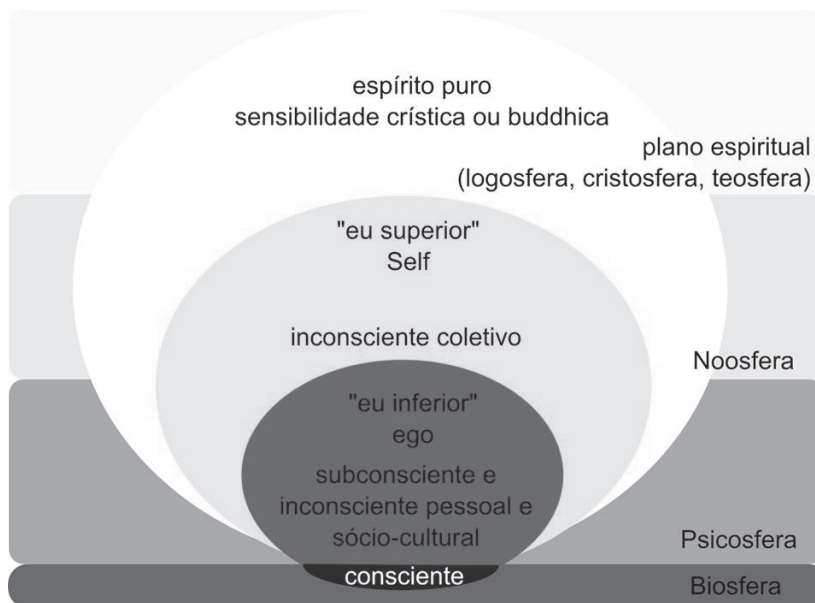 espírito puro
sensibilidade crística ou buddhica
plano espiritual
(logosfera, cristosfera, teosfera)
"eu superior"
Self
inconsciente coletivo
Noosfera
"eu inferior"
ego
subconsciente e
inconsciente pessoal e
sócio-cultural
Psicosfera
consciente
Biosfera